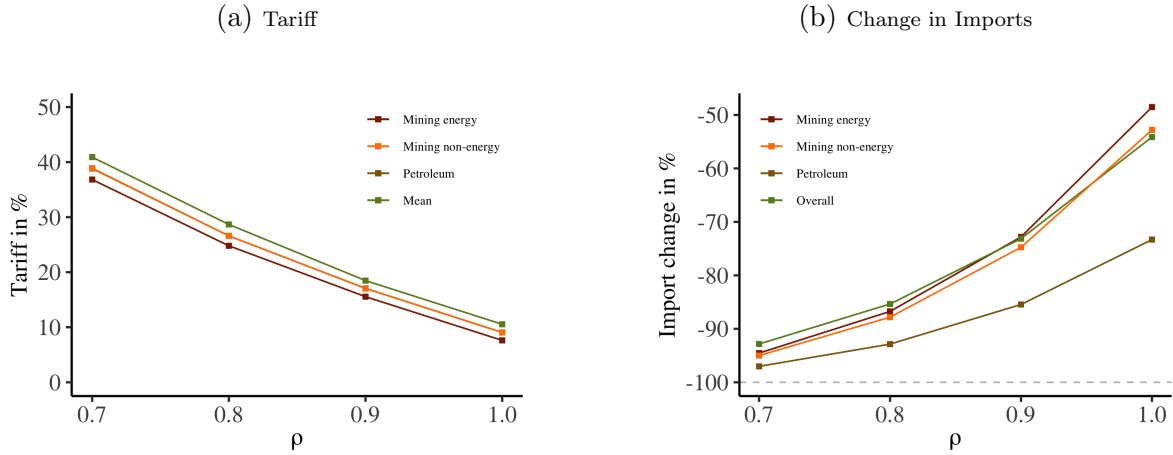 (a) Tariff
Tariff in %
50
40
30
20
10
0
0.7 0.8 0.9 1.0
ρ
Mining energy
Mining non-energy
Petroleum
Mean
(b) Change in Imports
Import change in %
-50
-60
-70
-80
-90
-100
0.7 0.8 0.9 1.0
ρ
Mining energy
Mining non-energy
Petroleum
Overall